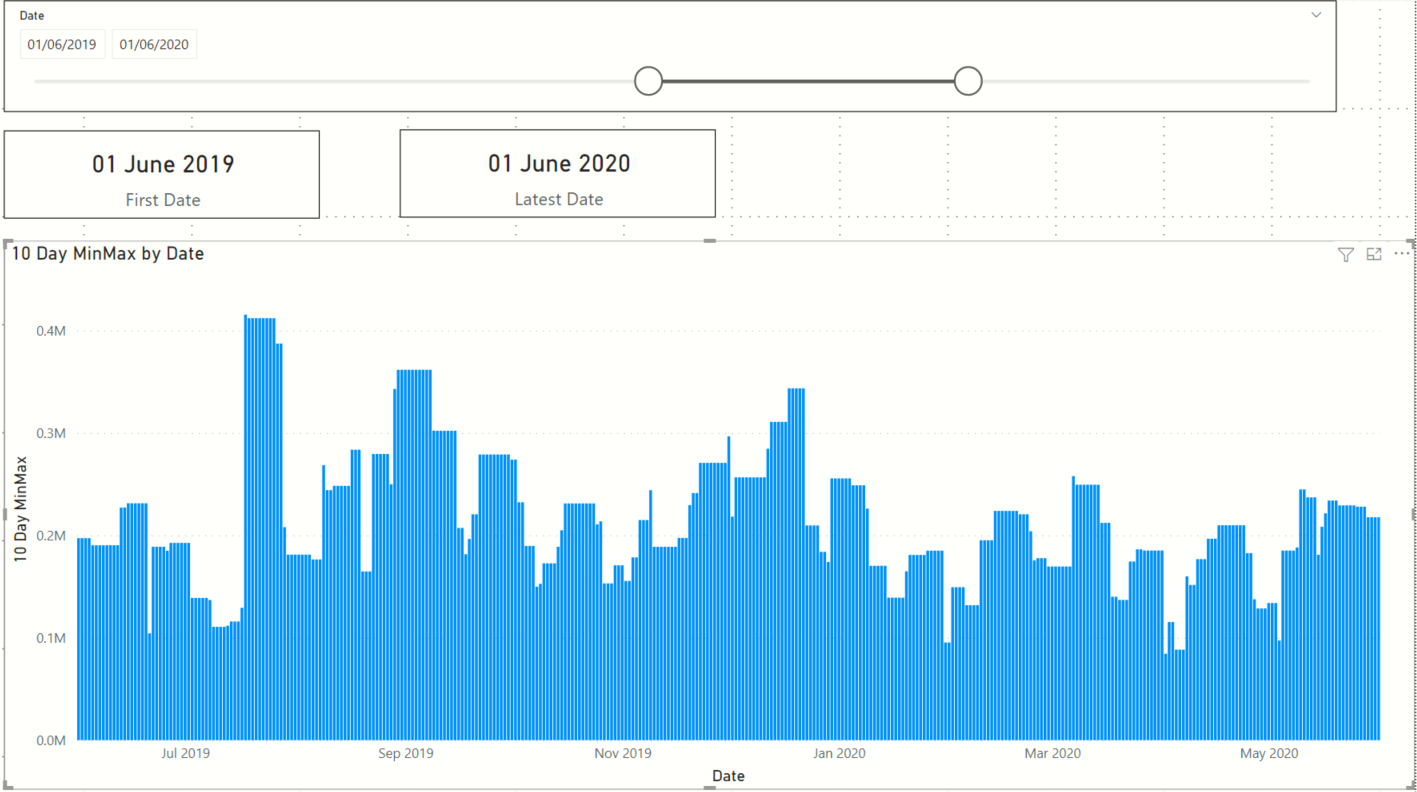 Date
01/06/2019 01/06/2020
01 June 2019
First Date
01 June 2020
Latest Date
10 Day MinMax by Date
10 Day MinMax
0.4M
0.3M
0.2M
0.1M
0.0M
Jul 2019 Sep 2019 Nov 2019 Jan 2020 Mar 2020 May 2020
Date